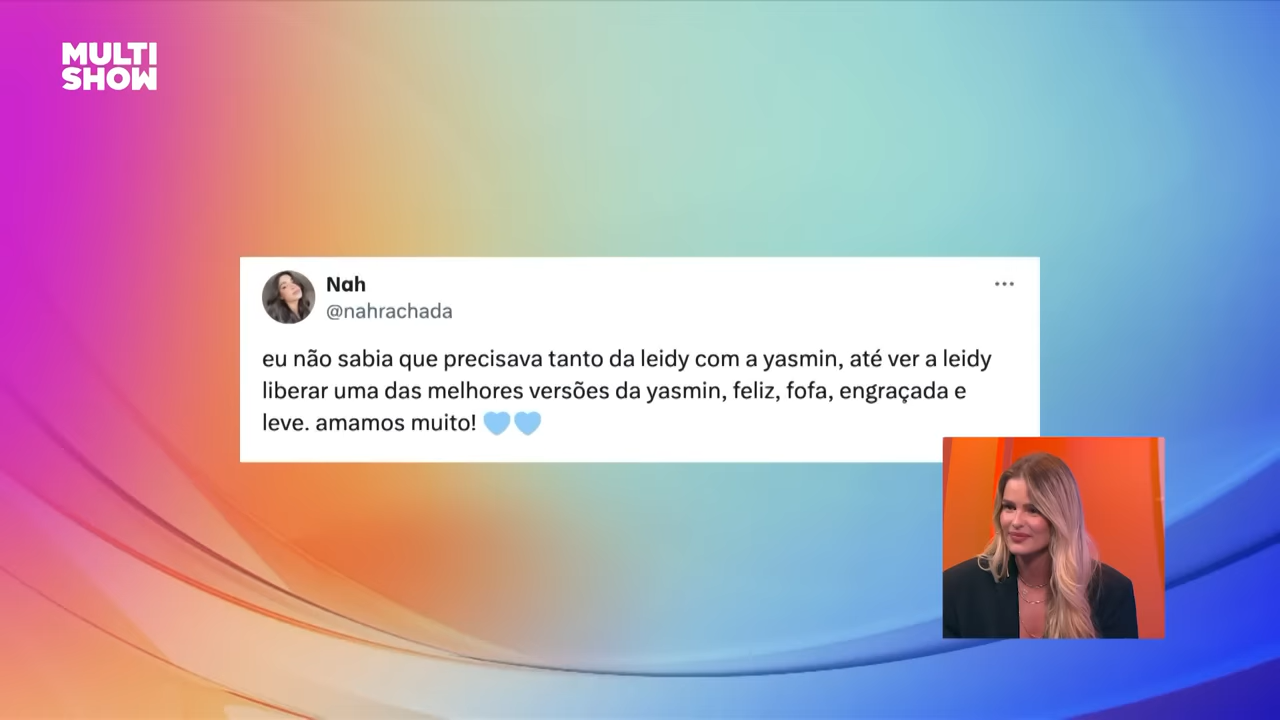 MULTI
SHOW
Nah
@nahrachada
eu não sabia que precisava tanto da leidy com a yasmin, até ver a leidy
liberar uma das melhores versões da yasmin, feliz, fofa, engraçada e
leve. amamos muito! 🩵🩵